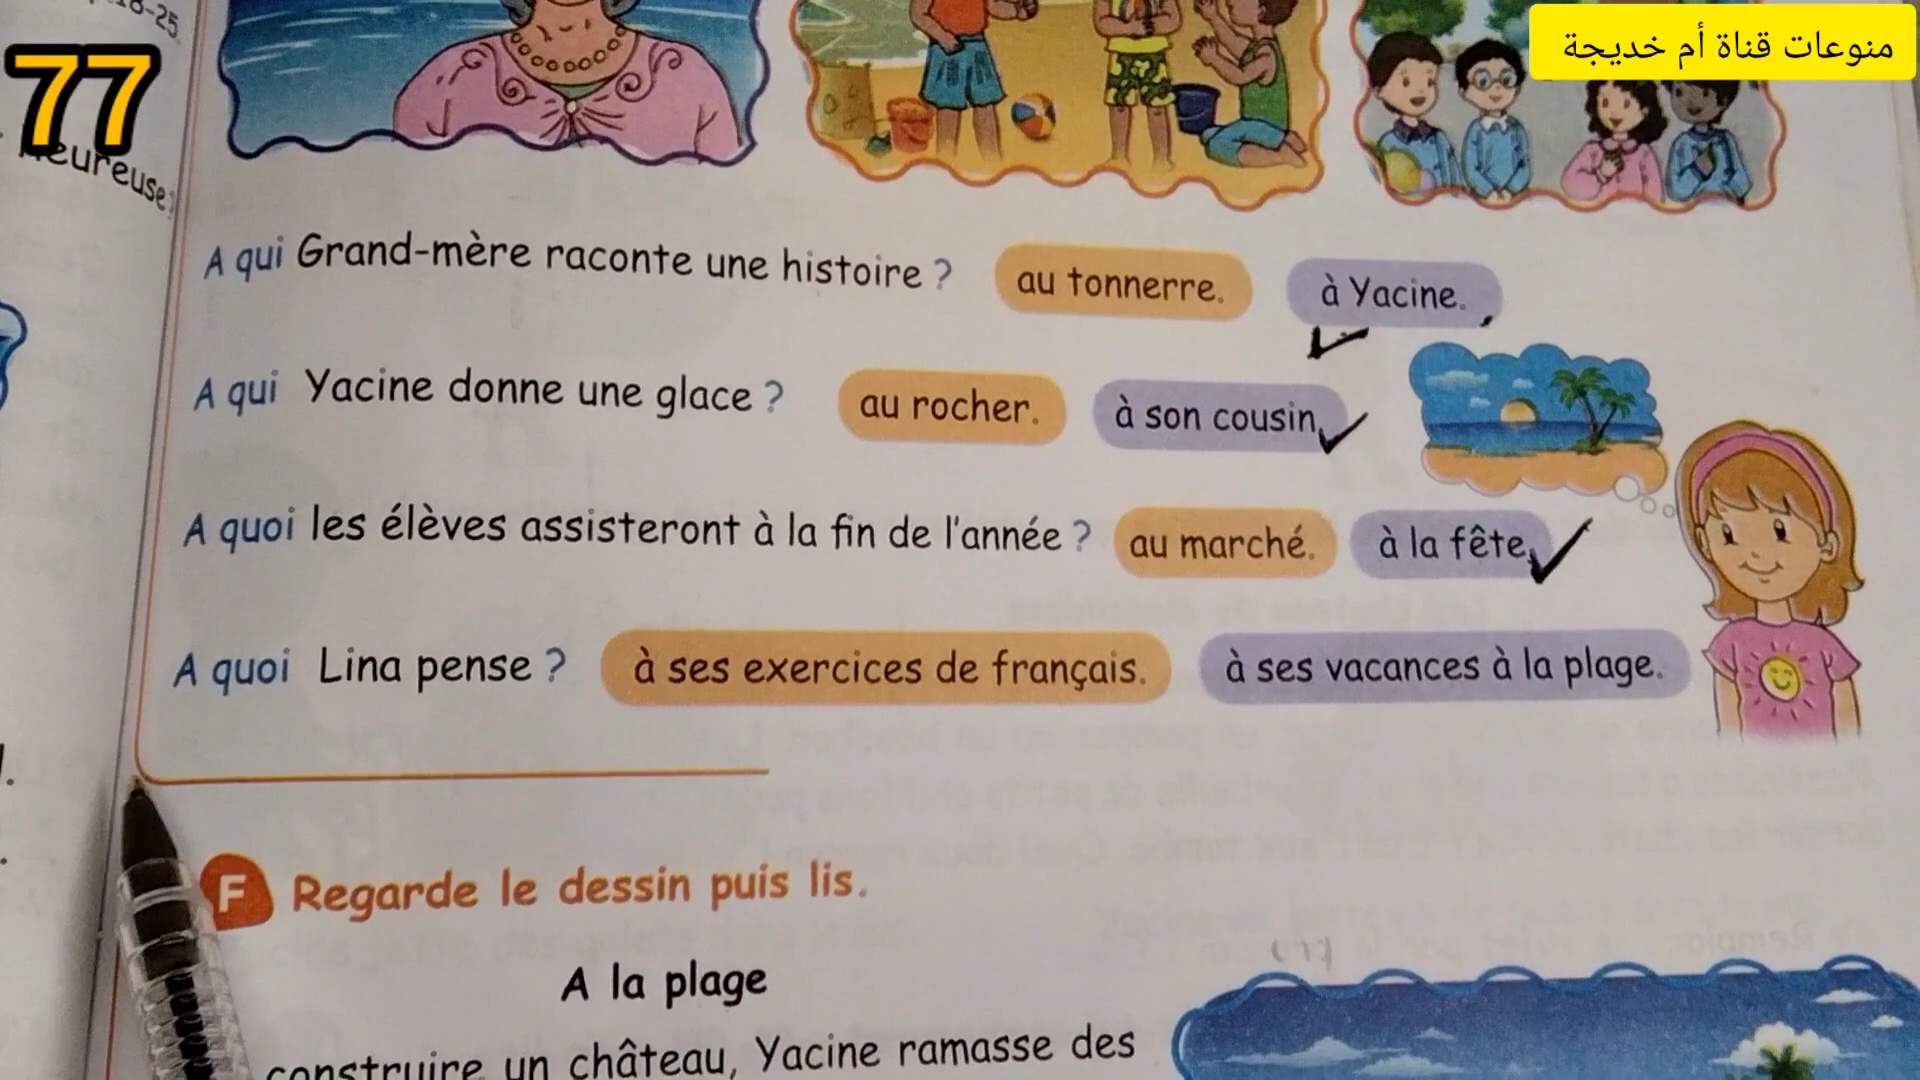 18-25
77
منوعات قناة أم خديجة
Heureuse
A qui Grand-mère raconte une histoire ? au tonnerre. à Yacine.
A qui Yacine donne une glace ? au rocher. à son cousin.
A quoi les élèves assisteront à la fin de l'année ? au marché. à la fête.
A quoi Lina pense ? à ses exercices de français. à ses vacances à la plage.
F Regarde le dessin puis lis.
A la plage
construire un château, Yacine ramasse des